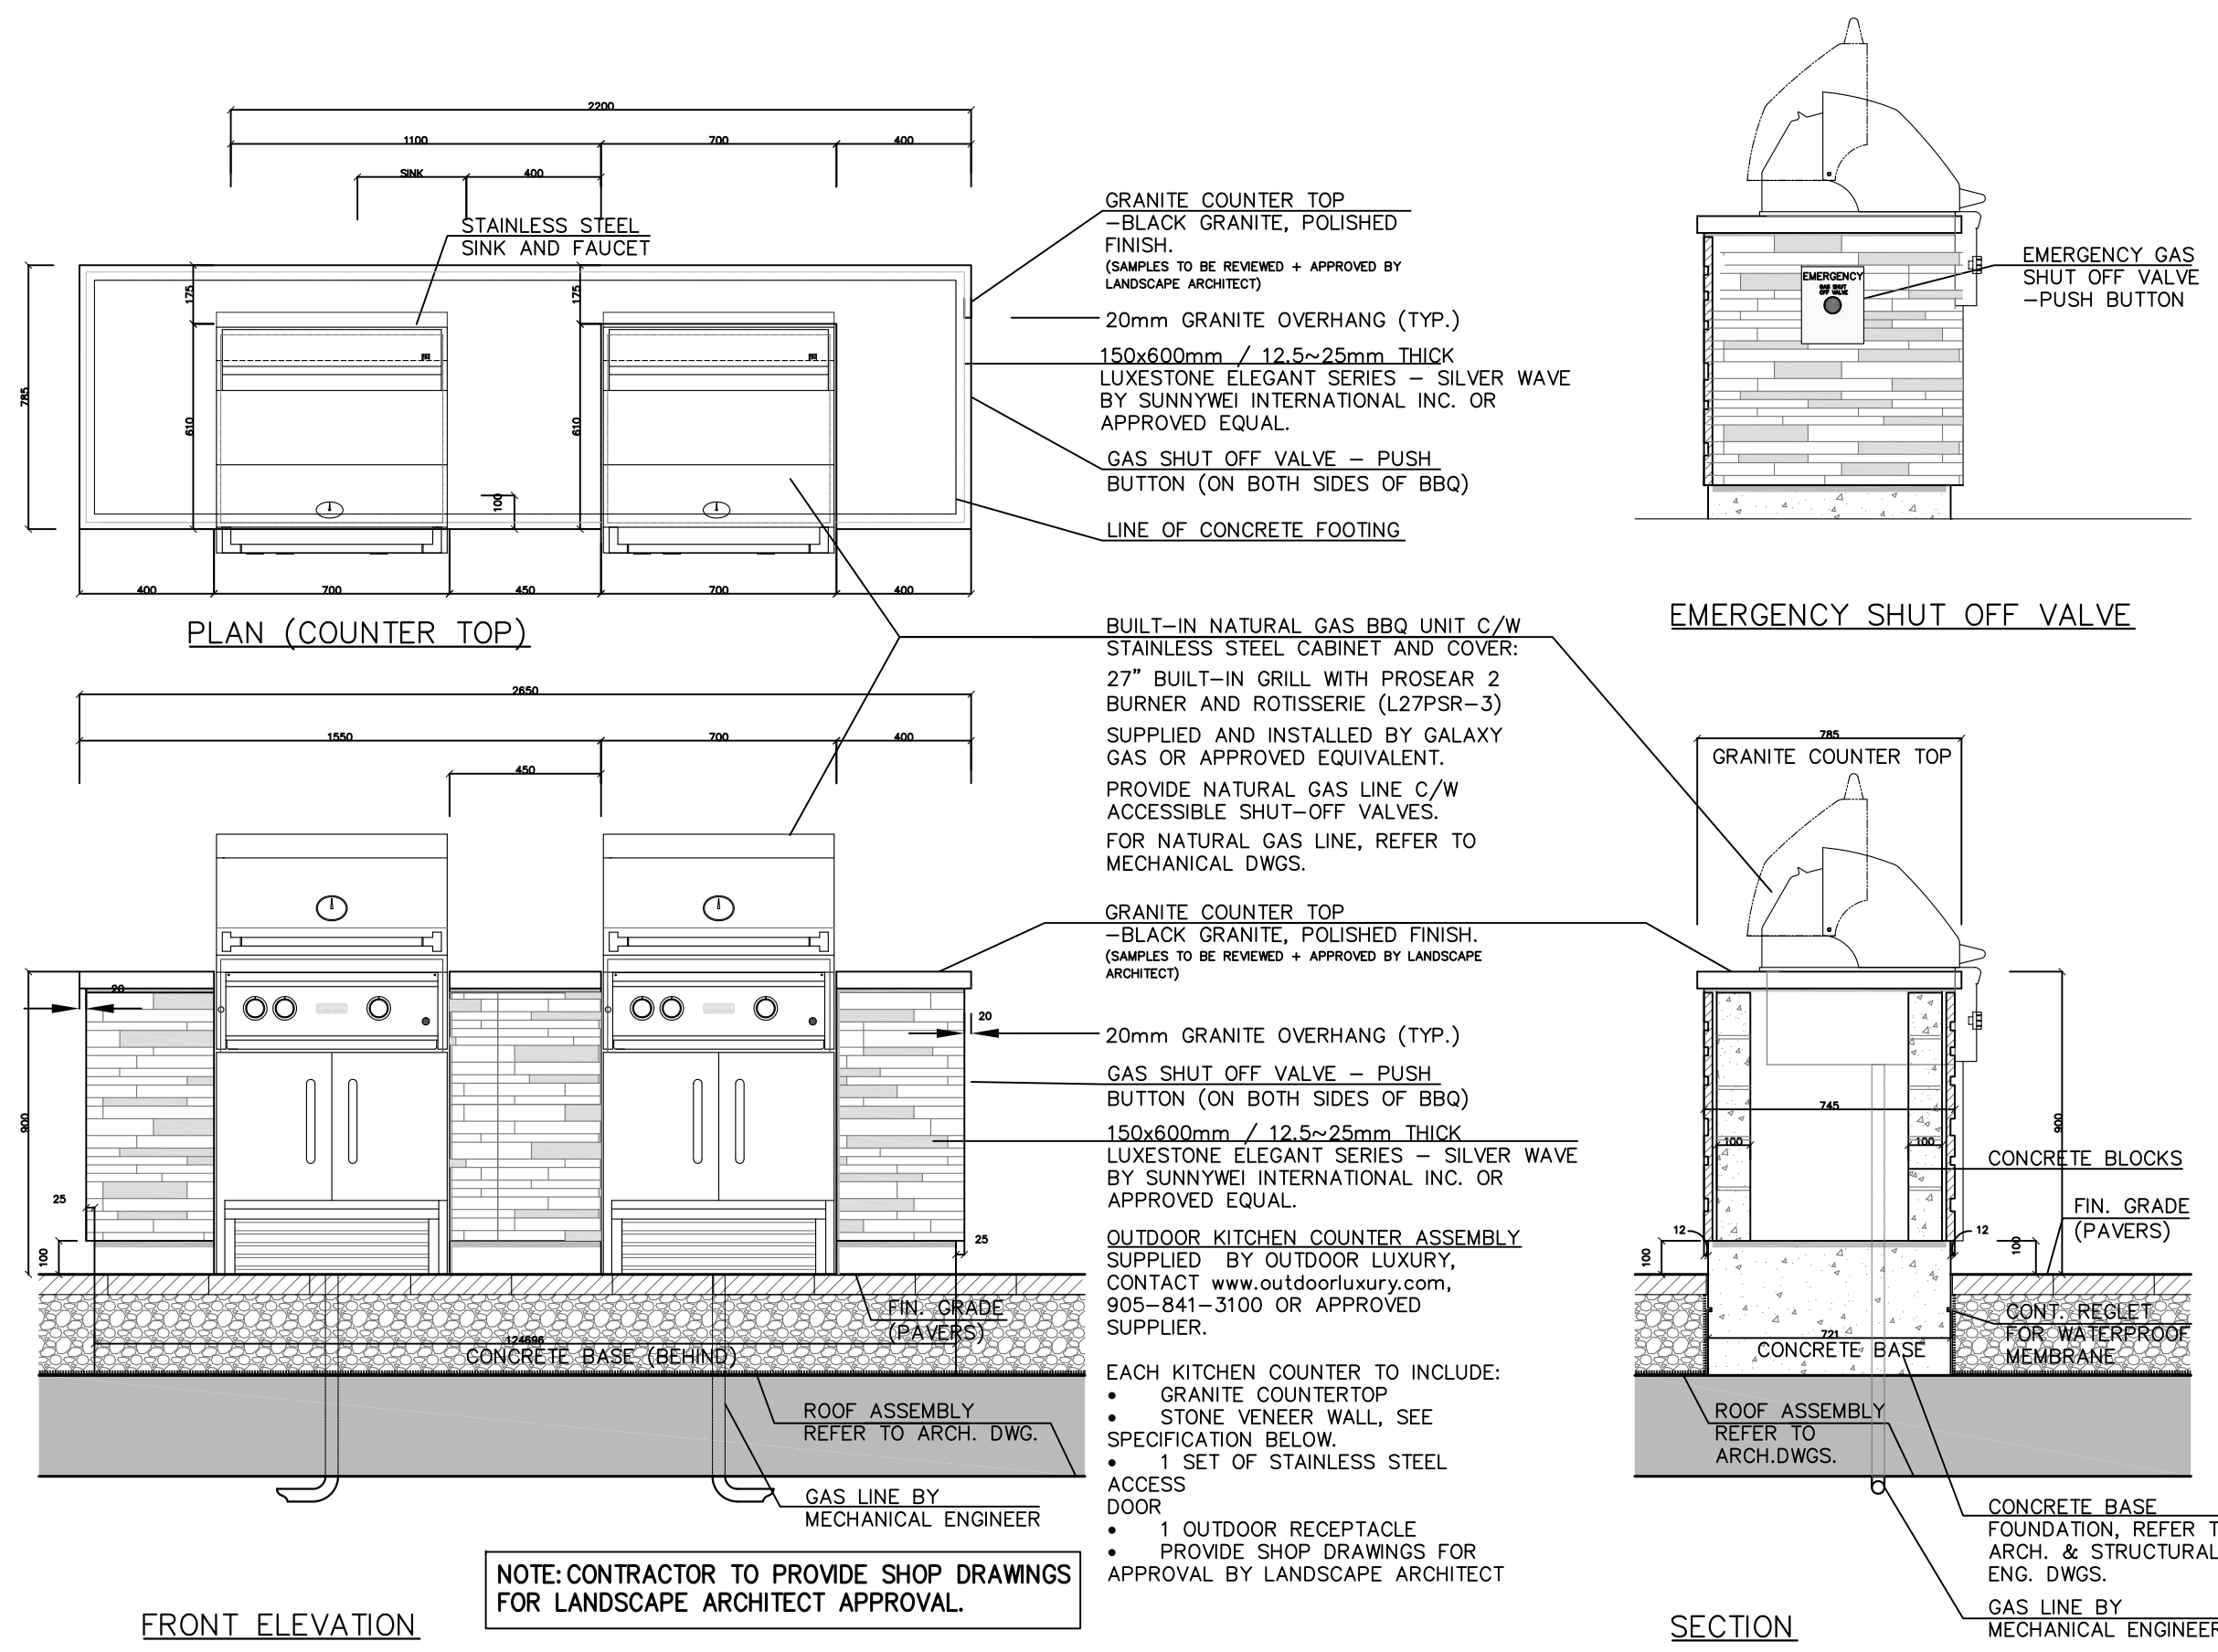 2200
1100
700
400
SINK
400
STAINLESS STEEL
SINK AND FAUCET
175
175
785
610
610
100
400
700
450
700
400
PLAN (COUNTER TOP)
GRANITE COUNTER TOP
–BLACK GRANITE, POLISHED
FINISH.
(SAMPLES TO BE REVIEWED + APPROVED BY
LANDSCAPE ARCHITECT)
20mm GRANITE OVERHANG (TYP.)
150x600mm / 12.5~25mm THICK
LUXESTONE ELEGANT SERIES – SILVER WAVE
BY SUNNYWEI INTERNATIONAL INC. OR
APPROVED EQUAL.
GAS SHUT OFF VALVE – PUSH
BUTTON (ON BOTH SIDES OF BBQ)
LINE OF CONCRETE FOOTING
EMERGENCY
GAS SHUT
OFF VALVE
EMERGENCY GAS
SHUT OFF VALVE
–PUSH BUTTON
EMERGENCY SHUT OFF VALVE
BUILT–IN NATURAL GAS BBQ UNIT C/W
STAINLESS STEEL CABINET AND COVER:
27" BUILT–IN GRILL WITH PROSEAR 2
BURNER AND ROTISSERIE (L27PSR–3)
SUPPLIED AND INSTALLED BY GALAXY
GAS OR APPROVED EQUIVALENT.
PROVIDE NATURAL GAS LINE C/W
ACCESSIBLE SHUT–OFF VALVES.
FOR NATURAL GAS LINE, REFER TO
MECHANICAL DWGS.
GRANITE COUNTER TOP
–BLACK GRANITE, POLISHED FINISH.
(SAMPLES TO BE REVIEWED + APPROVED BY LANDSCAPE
ARCHITECT)
20mm GRANITE OVERHANG (TYP.)
GAS SHUT OFF VALVE – PUSH
BUTTON (ON BOTH SIDES OF BBQ)
150x600mm / 12.5~25mm THICK
LUXESTONE ELEGANT SERIES – SILVER WAVE
BY SUNNYWEI INTERNATIONAL INC. OR
APPROVED EQUAL.
OUTDOOR KITCHEN COUNTER ASSEMBLY
SUPPLIED BY OUTDOOR LUXURY,
CONTACT www.outdoorluxury.com,
905–841–3100 OR APPROVED
SUPPLIER.
EACH KITCHEN COUNTER TO INCLUDE:
• GRANITE COUNTERTOP
• STONE VENEER WALL, SEE
SPECIFICATION BELOW.
• 1 SET OF STAINLESS STEEL
ACCESS
DOOR
• 1 OUTDOOR RECEPTACLE
• PROVIDE SHOP DRAWINGS FOR
APPROVAL BY LANDSCAPE ARCHITECT
2650
1550
700
400
450
20
20
900
25
25
100
FIN. GRADE
(PAVERS)
124696
CONCRETE BASE (BEHIND)
ROOF ASSEMBLY
REFER TO ARCH. DWG.
GAS LINE BY
MECHANICAL ENGINEER
NOTE: CONTRACTOR TO PROVIDE SHOP DRAWINGS
FOR LANDSCAPE ARCHITECT APPROVAL.
FRONT ELEVATION
785
GRANITE COUNTER TOP
745
100
100
900
CONCRETE BLOCKS
FIN. GRADE
(PAVERS)
12
12
100
100
CONT. REGLET
FOR WATERPROOF
MEMBRANE
721
CONCRETE BASE
ROOF ASSEMBLY
REFER TO
ARCH.DWGS.
CONCRETE BASE
FOUNDATION, REFER T
ARCH. & STRUCTURAL
ENG. DWGS.
GAS LINE BY
MECHANICAL ENGINEER
SECTION